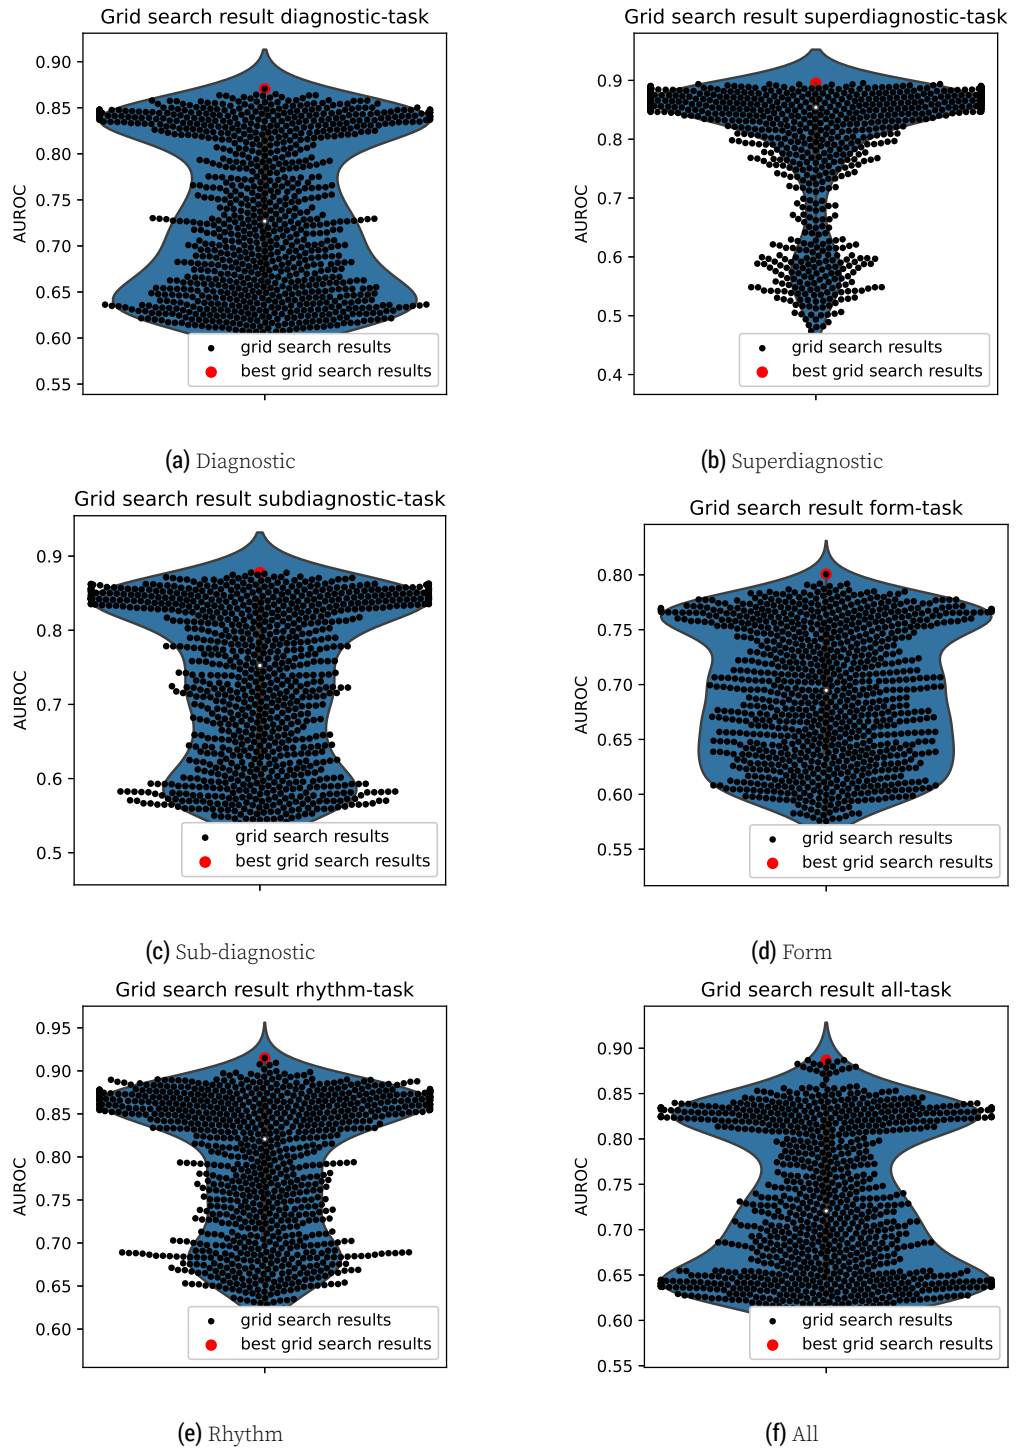 Grid search result diagnostic-task
AUROC
0.90
0.85
0.80
0.75
0.70
0.65
0.60
0.55
grid search results
best grid search results
(a) Diagnostic
Grid search result superdiagnostic-task
AUROC
0.9
0.8
0.7
0.6
0.5
0.4
grid search results
best grid search results
(b) Superdiagnostic
Grid search result subdiagnostic-task
AUROC
0.9
0.8
0.7
0.6
0.5
grid search results
best grid search results
(c) Sub-diagnostic
Grid search result form-task
AUROC
0.80
0.75
0.70
0.65
0.60
0.55
grid search results
best grid search results
(d) Form
Grid search result rhythm-task
AUROC
0.95
0.90
0.85
0.80
0.75
0.70
0.65
0.60
grid search results
best grid search results
(e) Rhythm
Grid search result all-task
AUROC
0.90
0.85
0.80
0.75
0.70
0.65
0.60
0.55
grid search results
best grid search results
(f) All